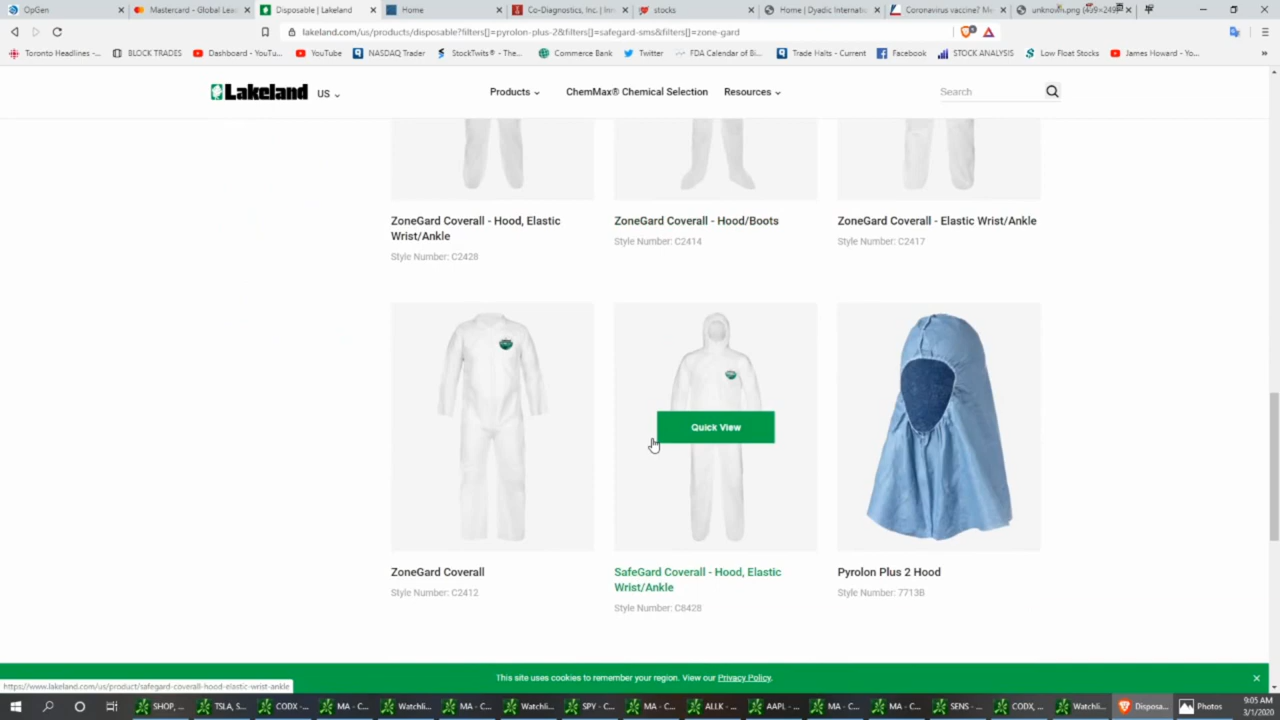 OpGen
Mastercard - Global Lea
Disposable | Lakeland
Home
Co-Diagnostics, Inc. | Inn
stocks
Home | Dyadic Internatio
Coronavirus vaccine? Me
unknown.png (459×249)
lakeland.com/us/products/disposable?filters[]=pyrolon-plus-2&filters[]=safegard-sms&filters[]=zone-gard
Toronto Headlines -...
BLOCK TRADES
Dashboard - YouTu...
YouTube
NASDAQ Trader
StockTwits® - The...
Commerce Bank
Twitter
FDA Calendar of Bi...
Trade Halts - Current
Facebook
STOCK ANALYSIS
Low Float Stocks
James Howard - Yo...
Lakeland
US
Products
ChemMax® Chemical Selection
Resources
Search
ZoneGard Coverall - Hood, Elastic
Wrist/Ankle
Style Number: C2428
ZoneGard Coverall - Hood/Boots
Style Number: C2414
ZoneGard Coverall - Elastic Wrist/Ankle
Style Number: C2417
Quick View
ZoneGard Coverall
Style Number: C2412
SafeGard Coverall - Hood, Elastic
Wrist/Ankle
Style Number: C8428
Pyrolon Plus 2 Hood
Style Number: 7713B
This site uses cookies to remember your region. View our Privacy Policy.
https://www.lakeland.com/us/product/safegard-coverall-hood-elastic-wrist-ankle
SHOP, ...
TSLA, S...
CODX - ...
MA - C...
Watchli...
MA - C...
Watchli...
SPY - C...
MA - C...
ALLK - ...
AAPL - ...
MA - C...
MA - C...
SENS - ...
CODX, ...
Watchli...
Disposa...
Photos
9:05 AM
3/1/2020